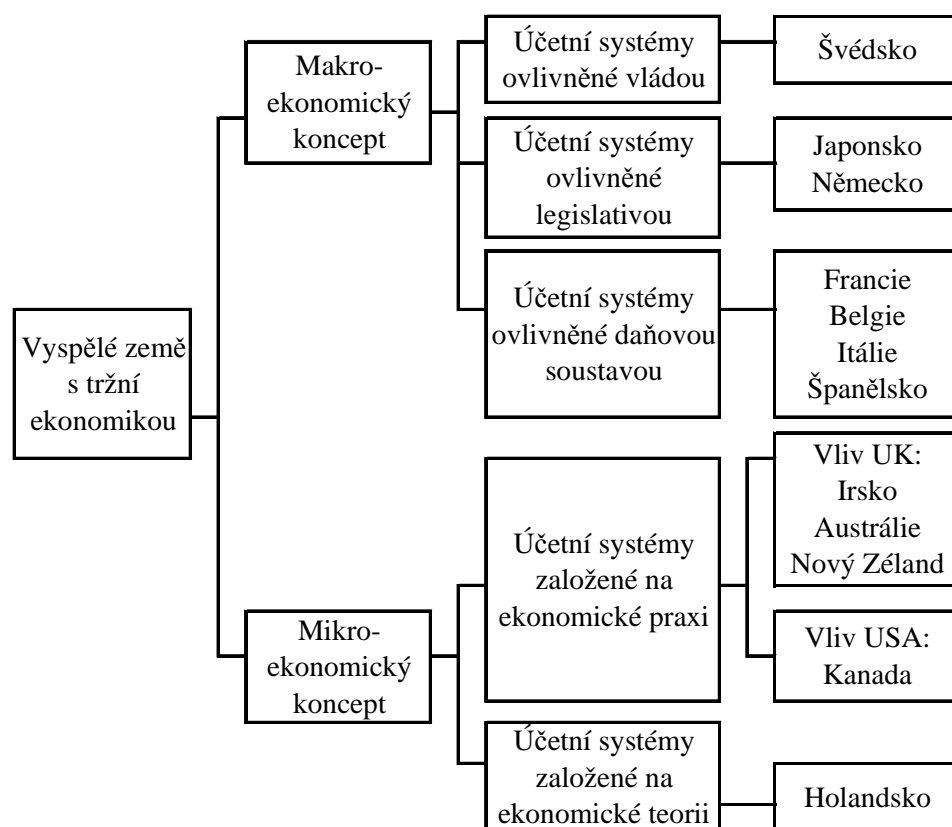 Vyspělé země
s tržní
ekonomikou
Makro-
ekonomický
koncept
Účetní systémy
ovlivněné vládou
Švédsko
Účetní systémy
ovlivněné
legislativou
Japonsko
Německo
Účetní systémy
ovlivněné daňovou
soustavou
Francie
Belgie
Itálie
Španělsko
Mikro-
ekonomický
koncept
Účetní systémy
založené na
ekonomické praxi
Vliv UK:
Irsko
Austrálie
Nový Zéland
Vliv USA:
Kanada
Účetní systémy
založené na
ekonomické teorii
Holandsko